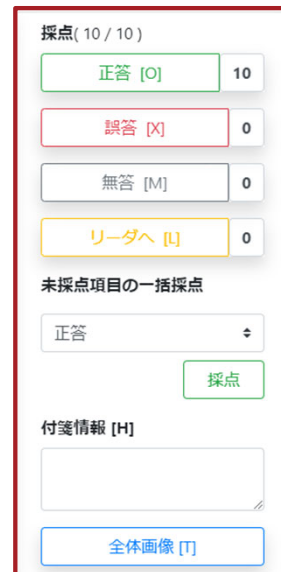 採点( 10 / 10 )
正答 [O] 10
誤答 [X] 0
無答 [M] 0
リーダへ [L] 0
未採点項目の一括採点
正答
採点
付箋情報 [H]
全体画像 [T]